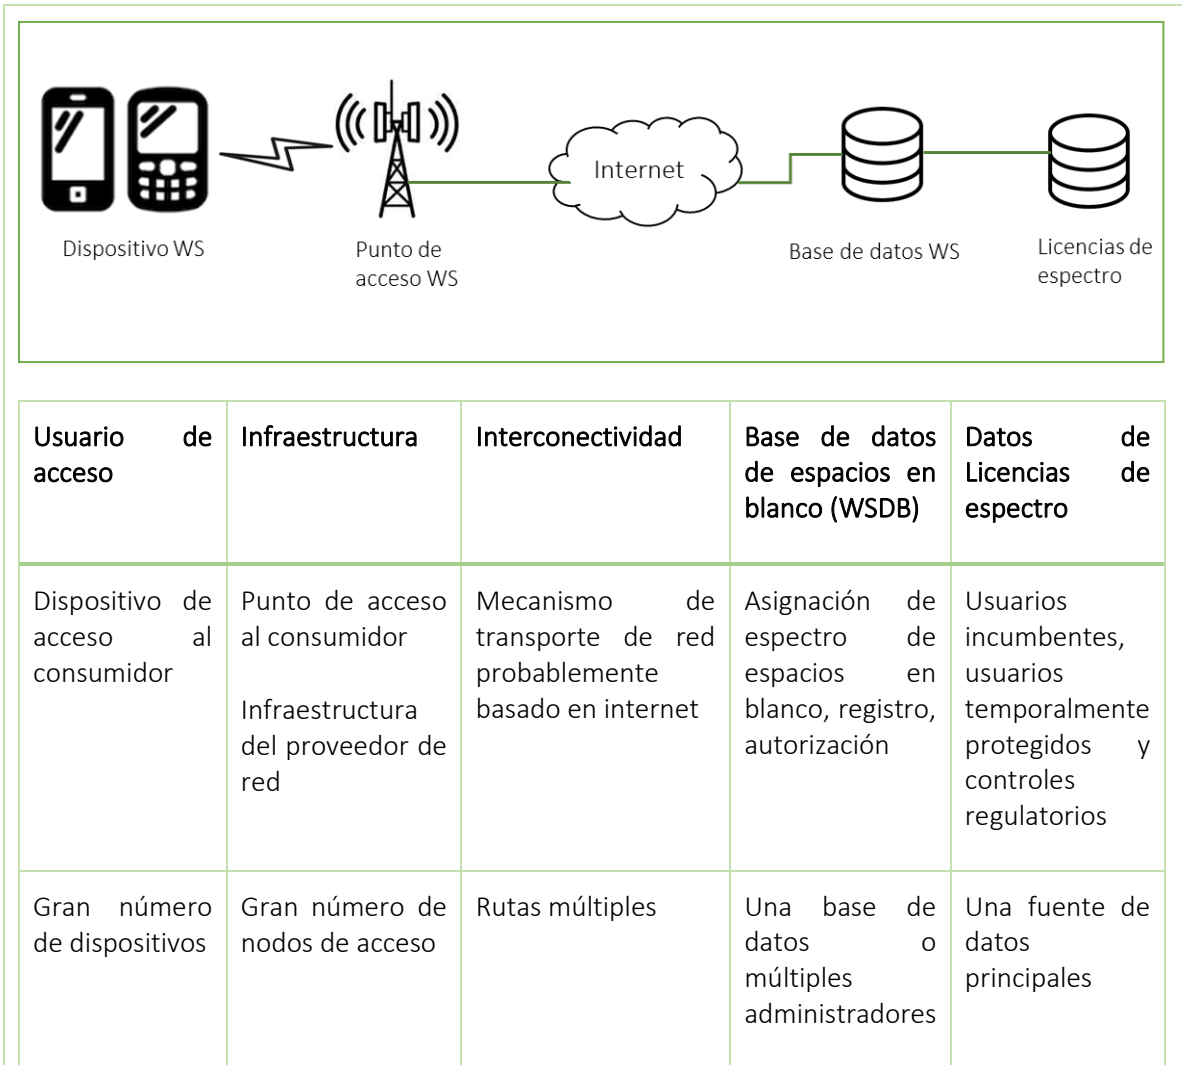 Internet
Dispositivo WS
Punto de
acceso WS
Base de datos WS
Licencias de
espectro
Usuario de
acceso
Infraestructura
Interconectividad
Base de datos
de espacios en
blanco (WSDB)
Datos de
Licencias de
espectro
Dispositivo de
acceso al
consumidor
Punto de acceso
al consumidor
Infraestructura
del proveedor de
red
Mecanismo de
transporte de red
probablemente
basado en internet
Asignación de
espectro de
espacios en
blanco, registro,
autorización
Usuarios
incumbentes,
usuarios
temporalmente
protegidos y
controles
regulatorios
Gran número
de dispositivos
Gran número de
nodos de acceso
Rutas múltiples
Una base de
datos o
múltiples
administradores
Una fuente de
datos
principales